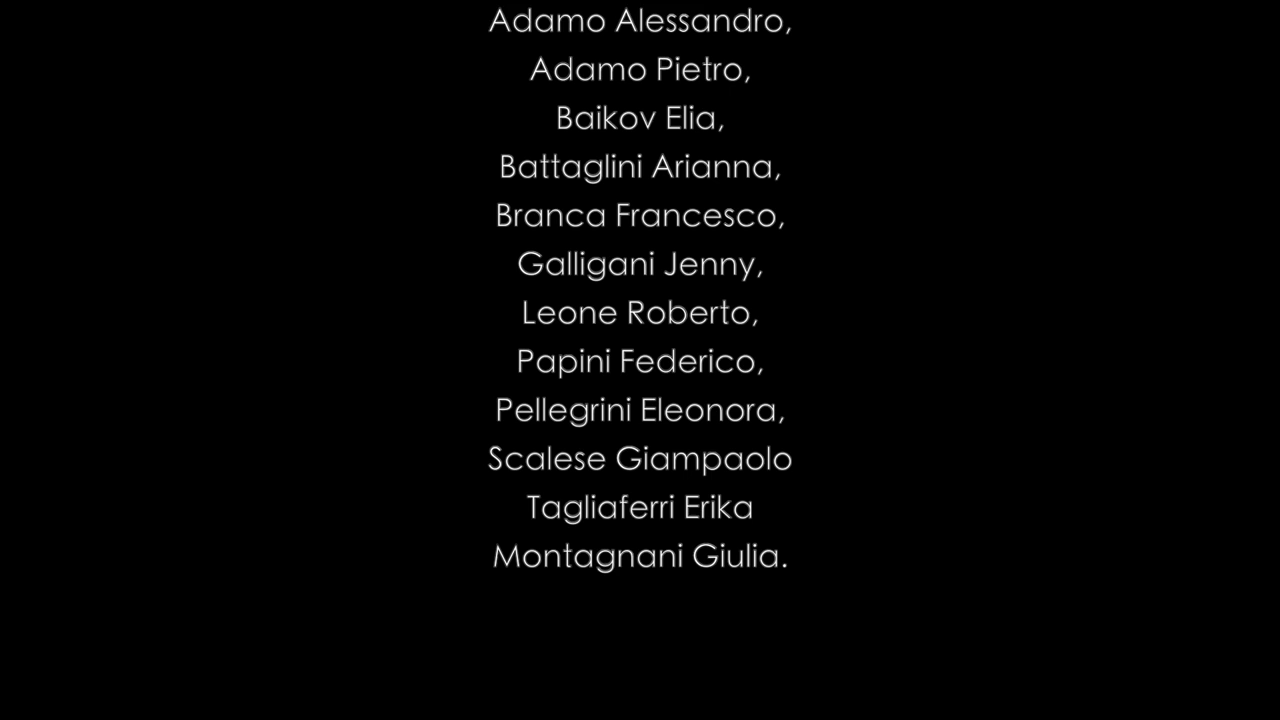 Adamo Alessandro,
Adamo Pietro,
Baikov Elia,
Battaglini Arianna,
Branca Francesco,
Galligani Jenny,
Leone Roberto,
Papini Federico,
Pellegrini Eleonora,
Scalese Giampaolo
Tagliaferri Erika
Montagnani Giulia.